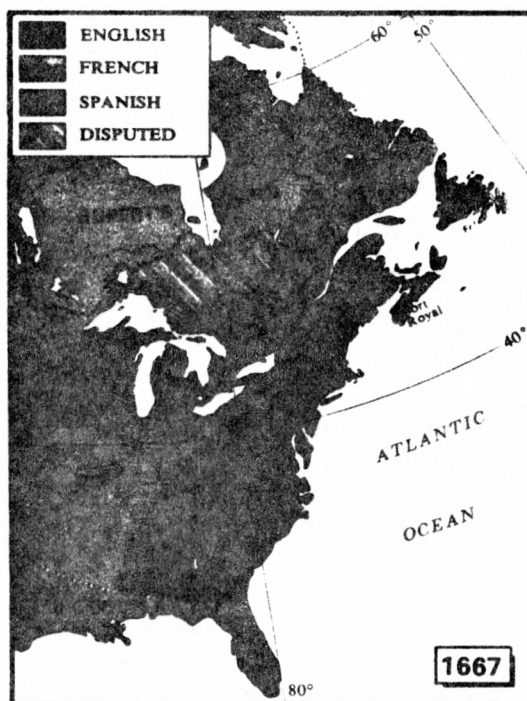 ENGLISH
FRENCH
SPANISH
DISPUTED
60°
50°
Royal
40°
ATLANTIC
OCEAN
80°
1667